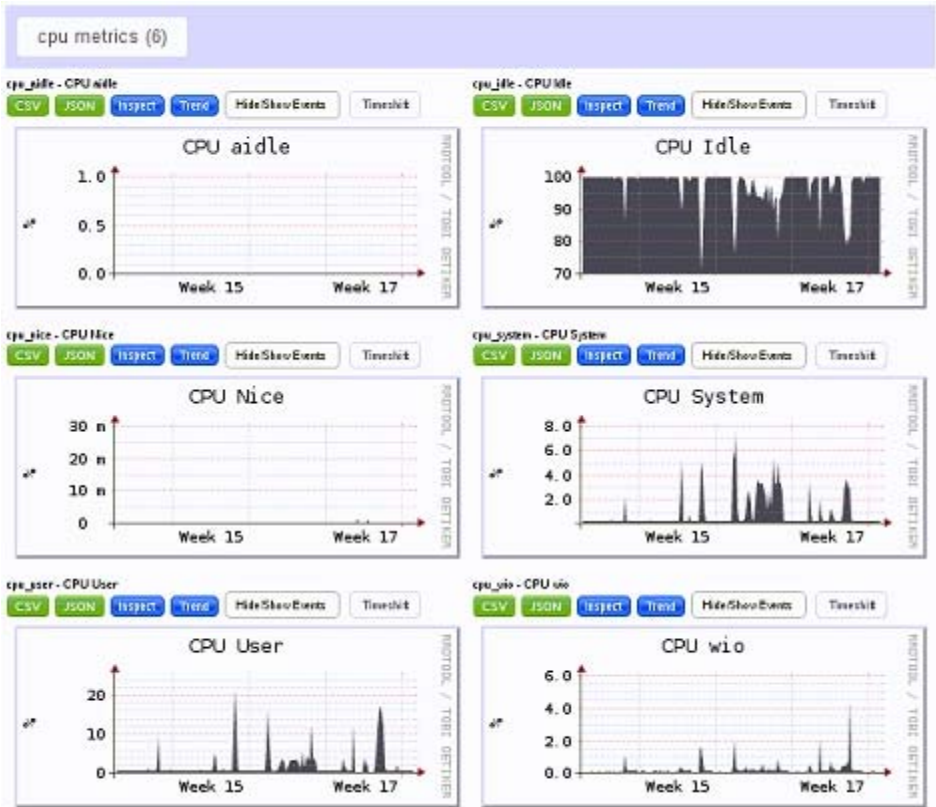 cpu metrics (6)
cpu_aidle - CPU aidle
CSV JSON Inspect Trend Hide/Show Events Timeshift
CPU aidle
1.0
0.5
0.0
%
Week 15 Week 17
RRDTOOL / TOBI OETIKER
cpu_idle - CPU Idle
CSV JSON Inspect Trend Hide/Show Events Timeshift
CPU Idle
100
90
80
70
%
Week 15 Week 17
RRDTOOL / TOBI OETIKER
cpu_nice - CPU Nice
CSV JSON Inspect Trend Hide/Show Events Timeshift
CPU Nice
30 m
20 m
10 m
0
%
Week 15 Week 17
RRDTOOL / TOBI OETIKER
cpu_system - CPU System
CSV JSON Inspect Trend Hide/Show Events Timeshift
CPU System
8.0
6.0
4.0
2.0
%
Week 15 Week 17
RRDTOOL / TOBI OETIKER
cpu_user - CPU User
CSV JSON Inspect Trend Hide/Show Events Timeshift
CPU User
20
10
0
%
Week 15 Week 17
RRDTOOL / TOBI OETIKER
cpu_wio - CPU wio
CSV JSON Inspect Trend Hide/Show Events Timeshift
CPU wio
6.0
4.0
2.0
0.0
%
Week 15 Week 17
RRDTOOL / TOBI OETIKER